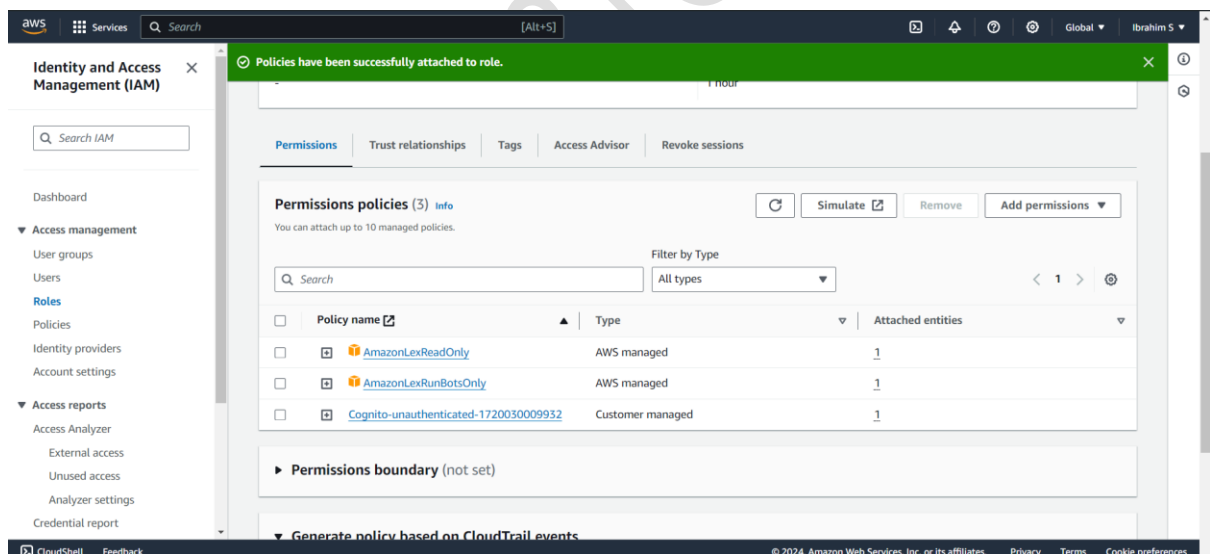 aws Services Search [Alt+S] Global ▼ Ibrahim S ▼
Identity and Access Management (IAM)
Search IAM
Dashboard
Access management
User groups
Users
Roles
Policies
Identity providers
Account settings
Access reports
Access Analyzer
External access
Unused access
Analyzer settings
Credential report
Policies have been successfully attached to role.
- 1 hour
Permissions Trust relationships Tags Access Advisor Revoke sessions
Permissions policies (3) Info
Simulate Remove Add permissions ▼
You can attach up to 10 managed policies.
Filter by Type
Search All types
1
Policy name Type Attached entities
AmazonLexReadOnly AWS managed 1
AmazonLexRunBotsOnly AWS managed 1
Cognito-unauthenticated-1720030009932 Customer managed 1
Permissions boundary (not set)
Generate policy based on CloudTrail events
CloudShell Feedback © 2024, Amazon Web Services, Inc. or its affiliates. Privacy Terms Cookie preferences